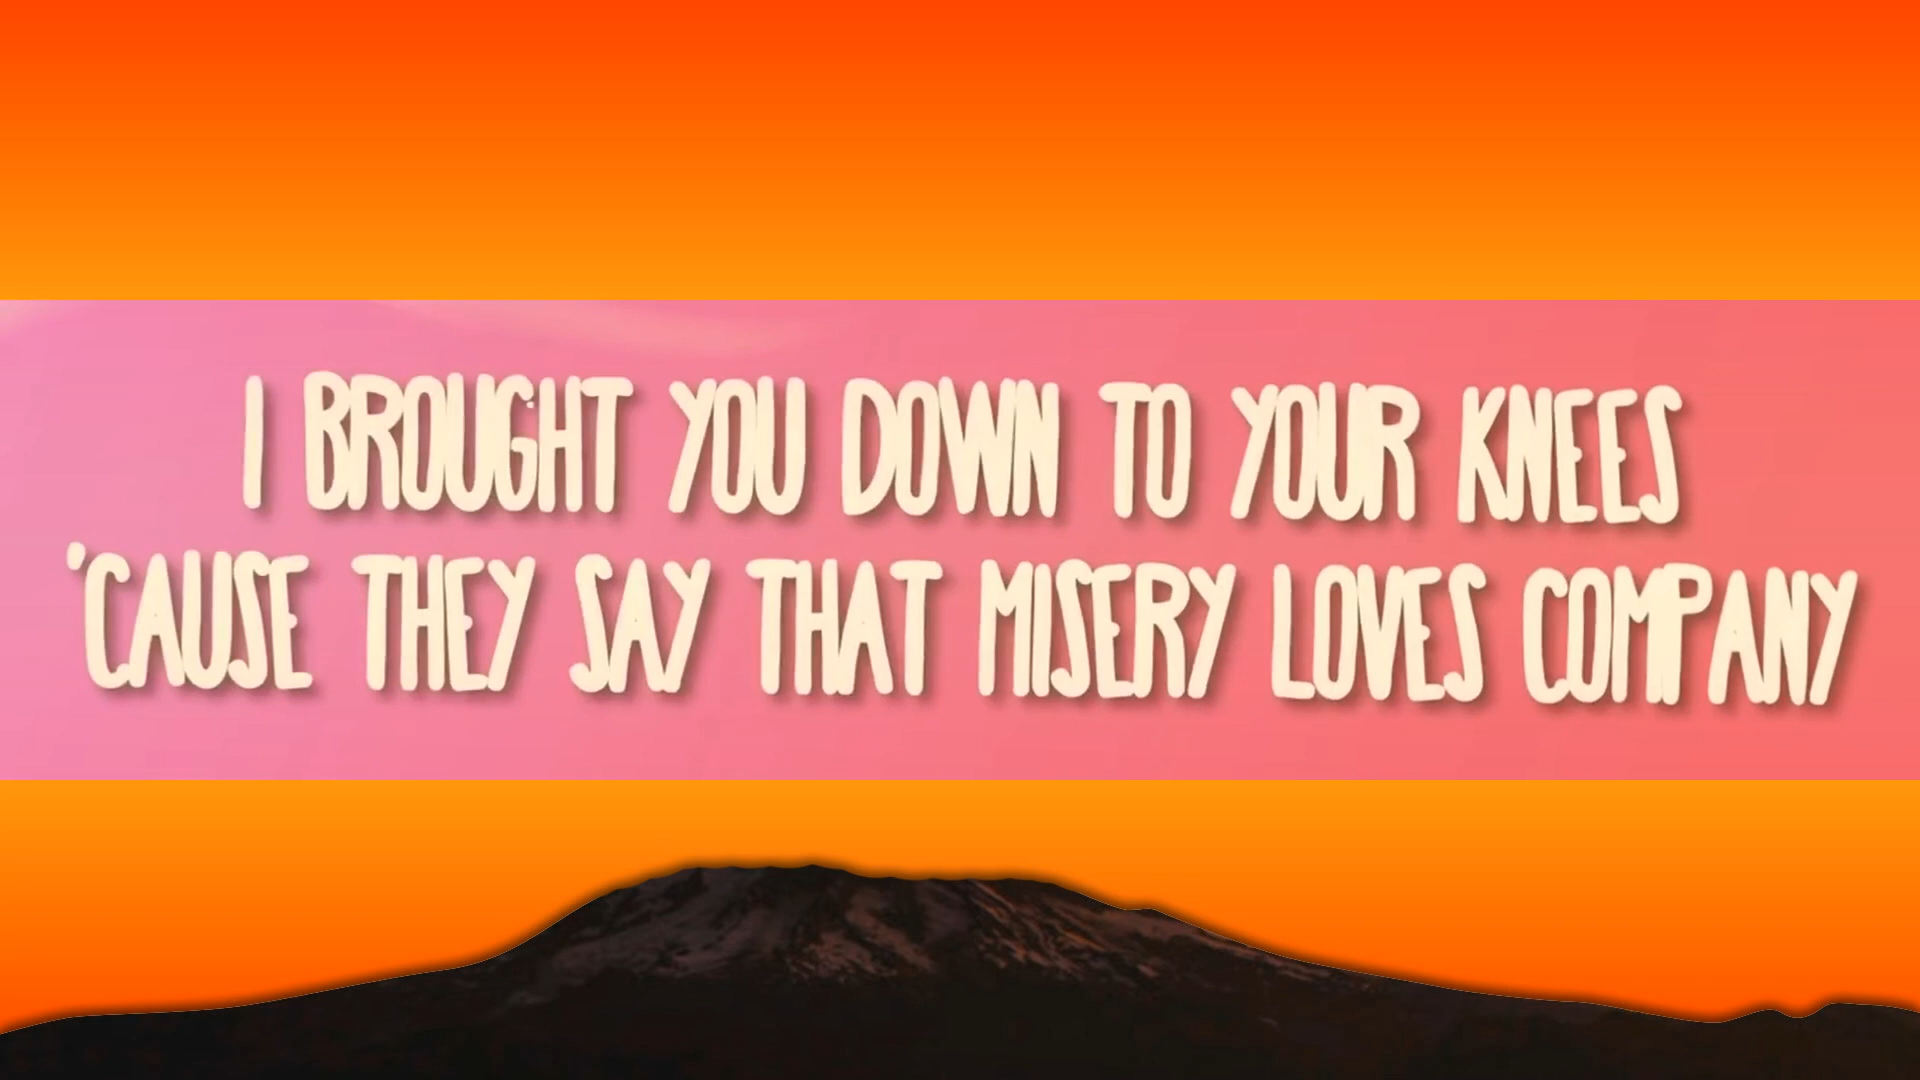 I BROUGHT YOU DOWN TO YOUR KNEES
'CAUSE THEY SAY THAT MISERY LOVES COMPANY